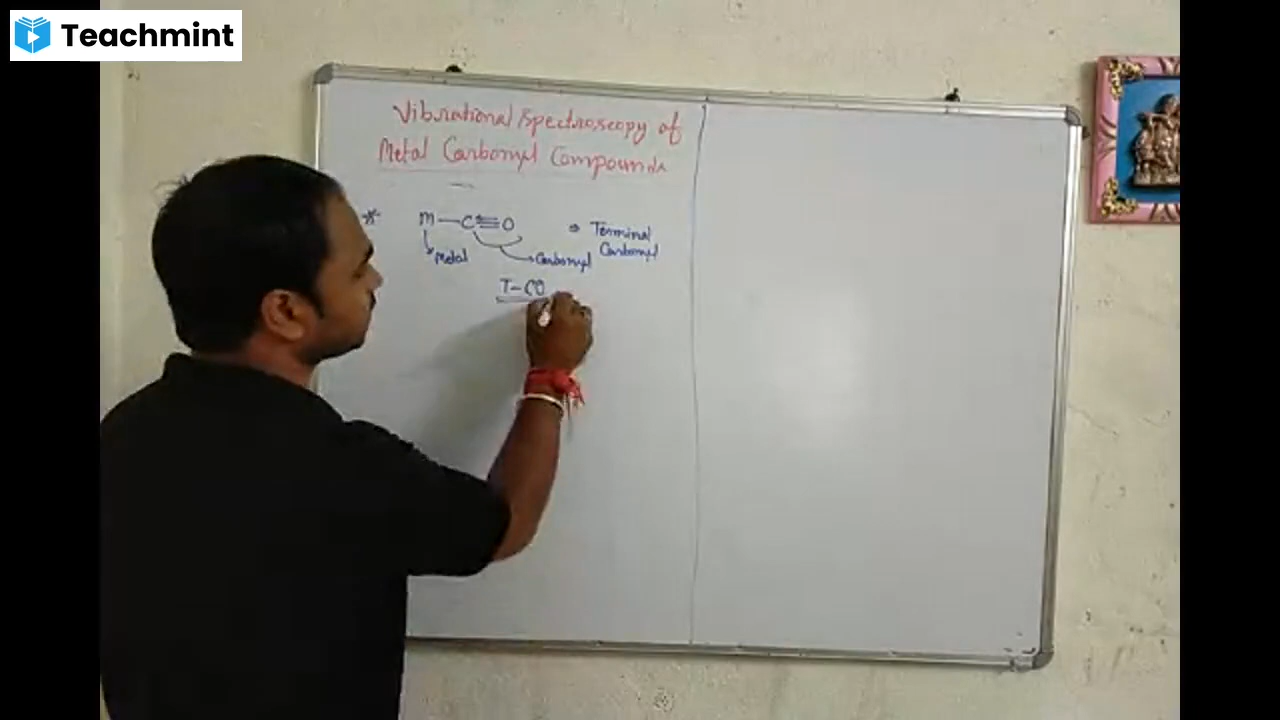 Teachmint
Vibrational Spectroscopy of
Metal Carbonyl Compounds
* M—C≡O ⇒ Terminal
Carbonyl
Metal Carbonyl
T-CO